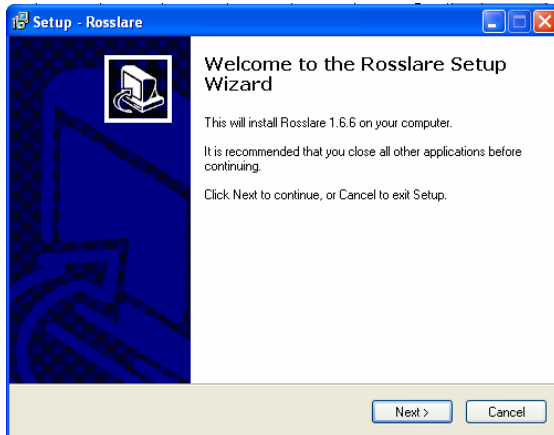 Setup - Rosslare
Welcome to the Rosslare Setup
Wizard
This will install Rosslare 1.6.6 on your computer.
It is recommended that you close all other applications before
continuing.
Click Next to continue, or Cancel to exit Setup.
Next >
Cancel